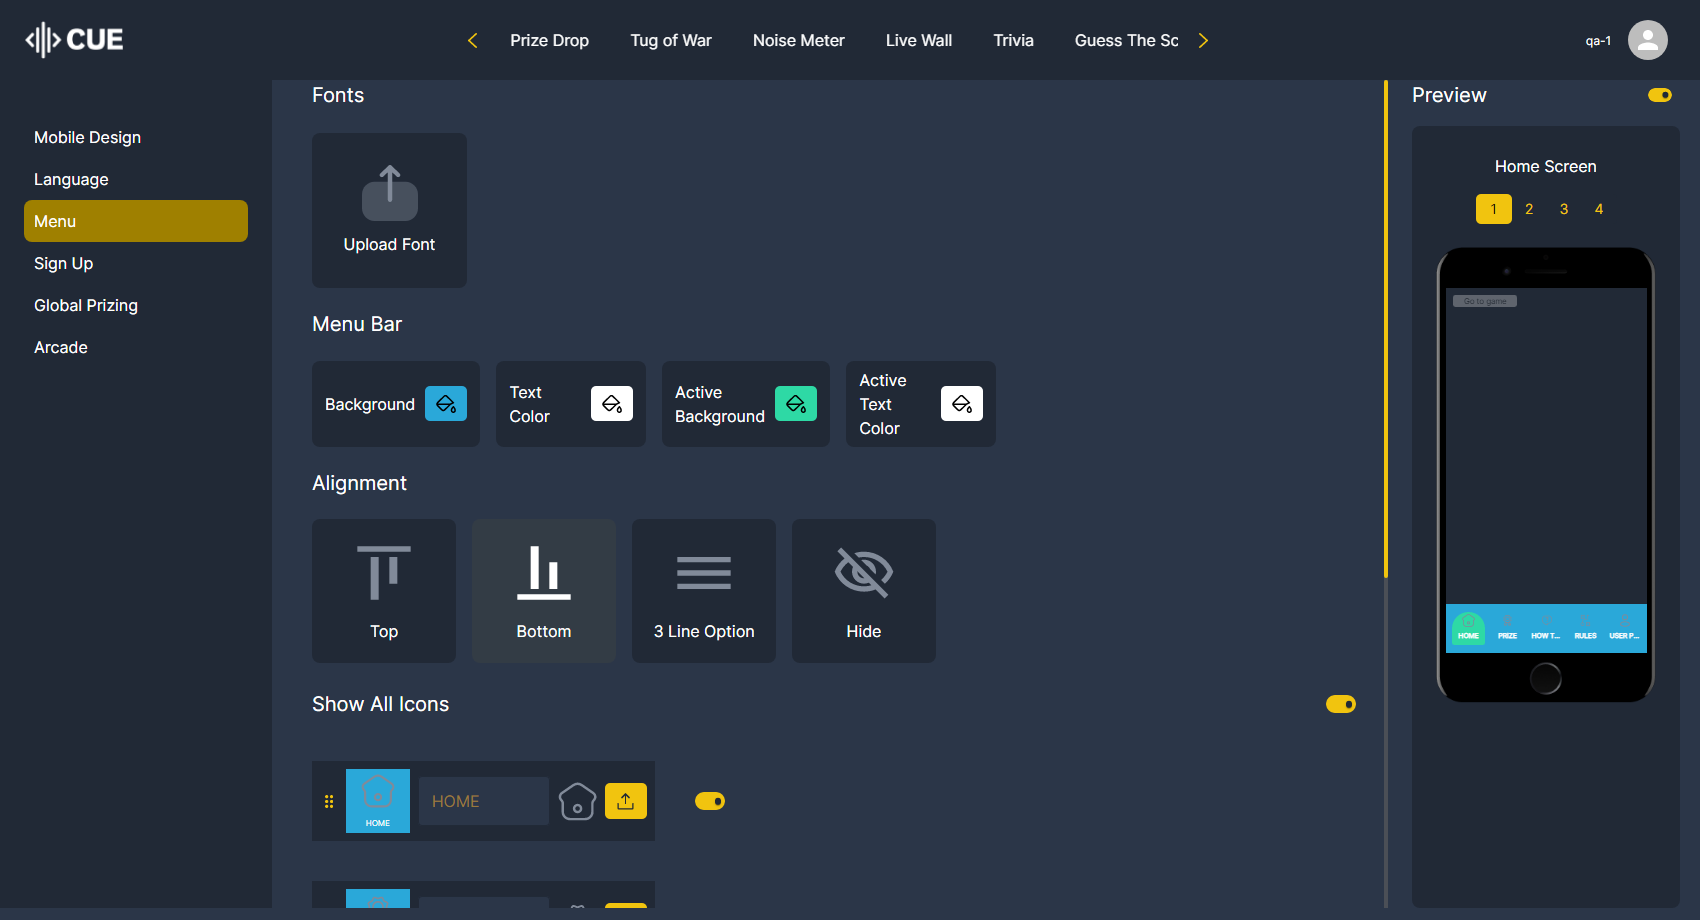 CUE
Prize Drop
Tug of War
Noise Meter
Live Wall
Trivia
Guess The Sc
qa-1
Mobile Design
Language
Menu
Sign Up
Global Prizing
Arcade
Fonts
Upload Font
Menu Bar
Background
Text
Color
Active
Background
Active
Text
Color
Alignment
Top
Bottom
3 Line Option
Hide
Show All Icons
HOME
HOME
Preview
Home Screen
1 2 3 4
Go to game
HOME
PRIZE
HOW T...
RULES
USER P...